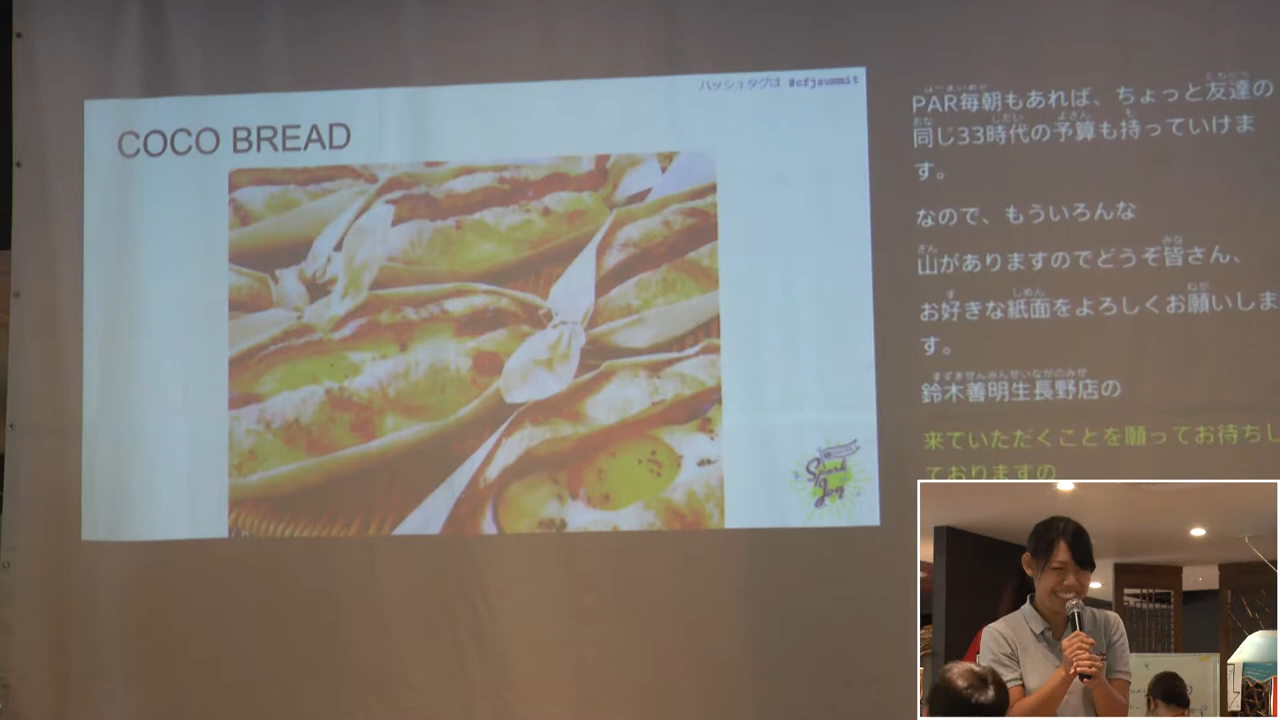 ハッシュタグは #cfjsummit
COCO BREAD
PAR毎朝もあれば、ちょっと友達の
同じ33時代の予算も持っていけま
す。
なので、もういろんな
山がありますのでどうぞ皆さん、
お好きな紙面をよろしくお願いしま
す。
鈴木善明生長野店の
来ていただくことを願ってお待ちし
ておりますの
Spark
Joy